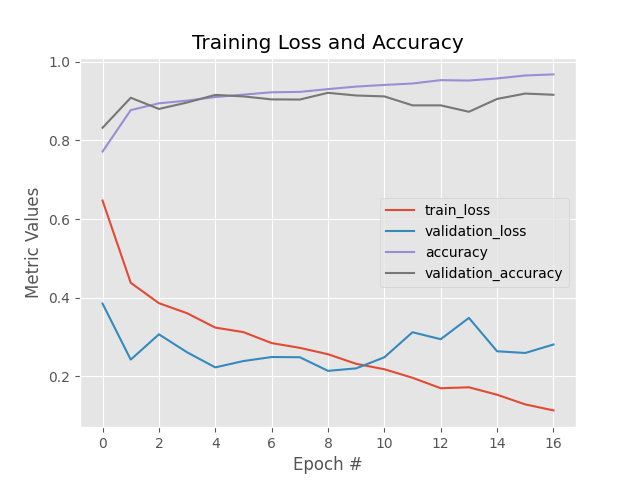 Training Loss and Accuracy
1.0
0.8
0.6
0.4
0.2
Metric Values
train_loss
validation_loss
accuracy
validation_accuracy
0 2 4 6 8 10 12 14 16
Epoch #